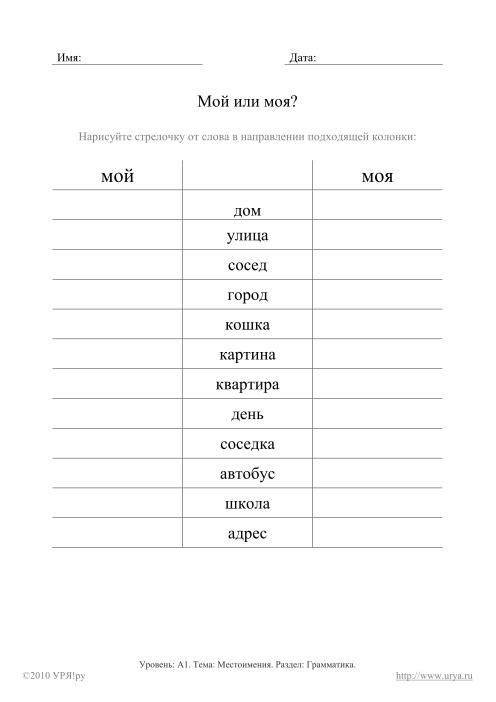 Имя: Дата:
Мой или моя?
Нарисуйте стрелочку от слова в направлении подходящей колонки:
мой моя
дом
улица
сосед
город
кошка
картина
квартира
день
соседка
автобус
школа
адрес
Уровень: А1. Тема: Местоимения. Раздел: Грамматика.
©2010 УРЯ!ру http://www.urya.ru